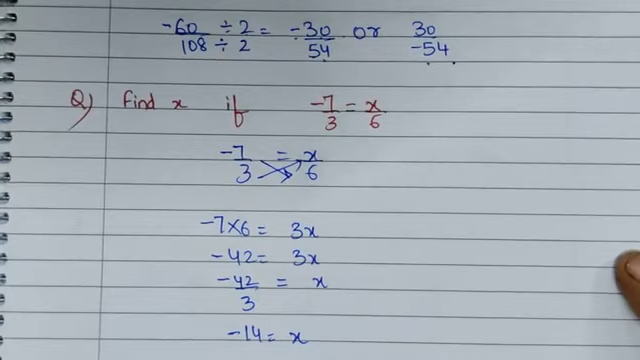 -60/108 ÷ 2/÷ 2 = -30/54 or 30/-54
Q) Find x if -7/3 = x/6
-7/3 = x/6
-7×6 = 3x
-42 = 3x
-42/3 = x
-14 = x